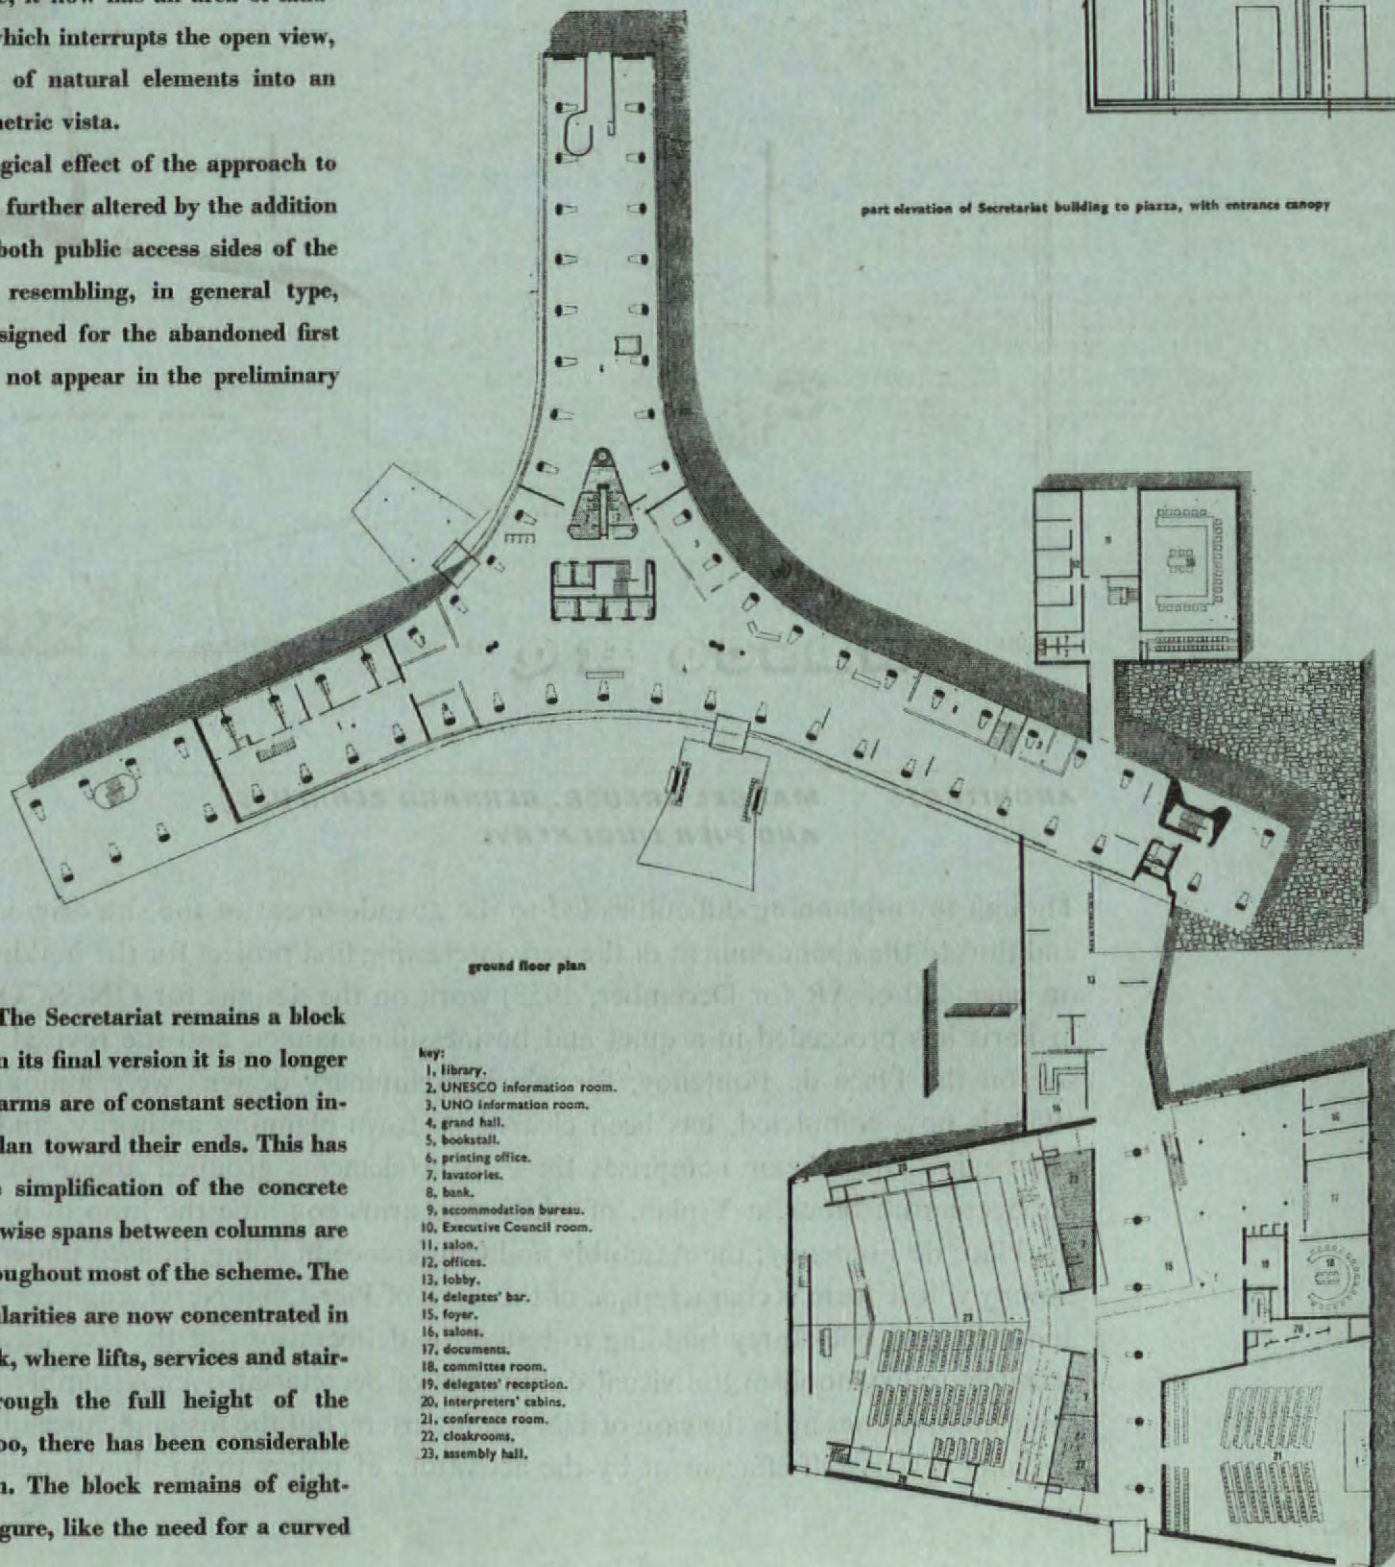 which interrupts the open view,
of natural elements into an
metric vista.
gical effect of the approach to
further altered by the addition
both public access sides of the
resembling, in general type,
signed for the abandoned first
not appear in the preliminary
part elevation of Secretariat building to piazza, with entrance canopy
ground floor plan
The Secretariat remains a block
n its final version it is no longer
arms are of constant section in-
lan toward their ends. This has
simplification of the concrete
wise spans between columns are
oughout most of the scheme. The
larities are now concentrated in
k, where lifts, services and stair-
rough the full height of the
oo, there has been considerable
n. The block remains of eight-
gure, like the need for a curved
key:
1, library.
2, UNESCO information room.
3, UNO information room.
4, grand hall.
5, bookstall.
6, printing office.
7, lavatories.
8, bank.
9, accommodation bureau.
10, Executive Council room.
11, salon.
12, offices.
13, lobby.
14, delegates' bar.
15, foyer.
16, salons.
17, documents.
18, committee room.
19, delegates' reception.
20, interpreters' cabins.
21, conference room.
22, cloakrooms.
23, assembly hall.